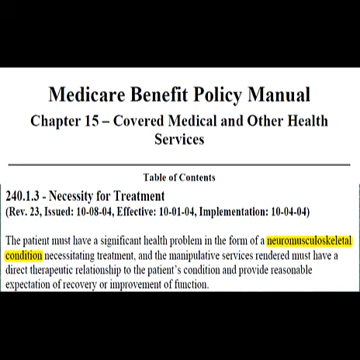 Medicare Benefit Policy Manual
Chapter 15 – Covered Medical and Other Health
Services
Table of Contents
240.1.3 - Necessity for Treatment
(Rev. 23, Issued: 10-08-04, Effective: 10-01-04, Implementation: 10-04-04)
The patient must have a significant health problem in the form of a neuromusculoskeletal
condition necessitating treatment, and the manipulative services rendered must have a
direct therapeutic relationship to the patient's condition and provide reasonable
expectation of recovery or improvement of function.